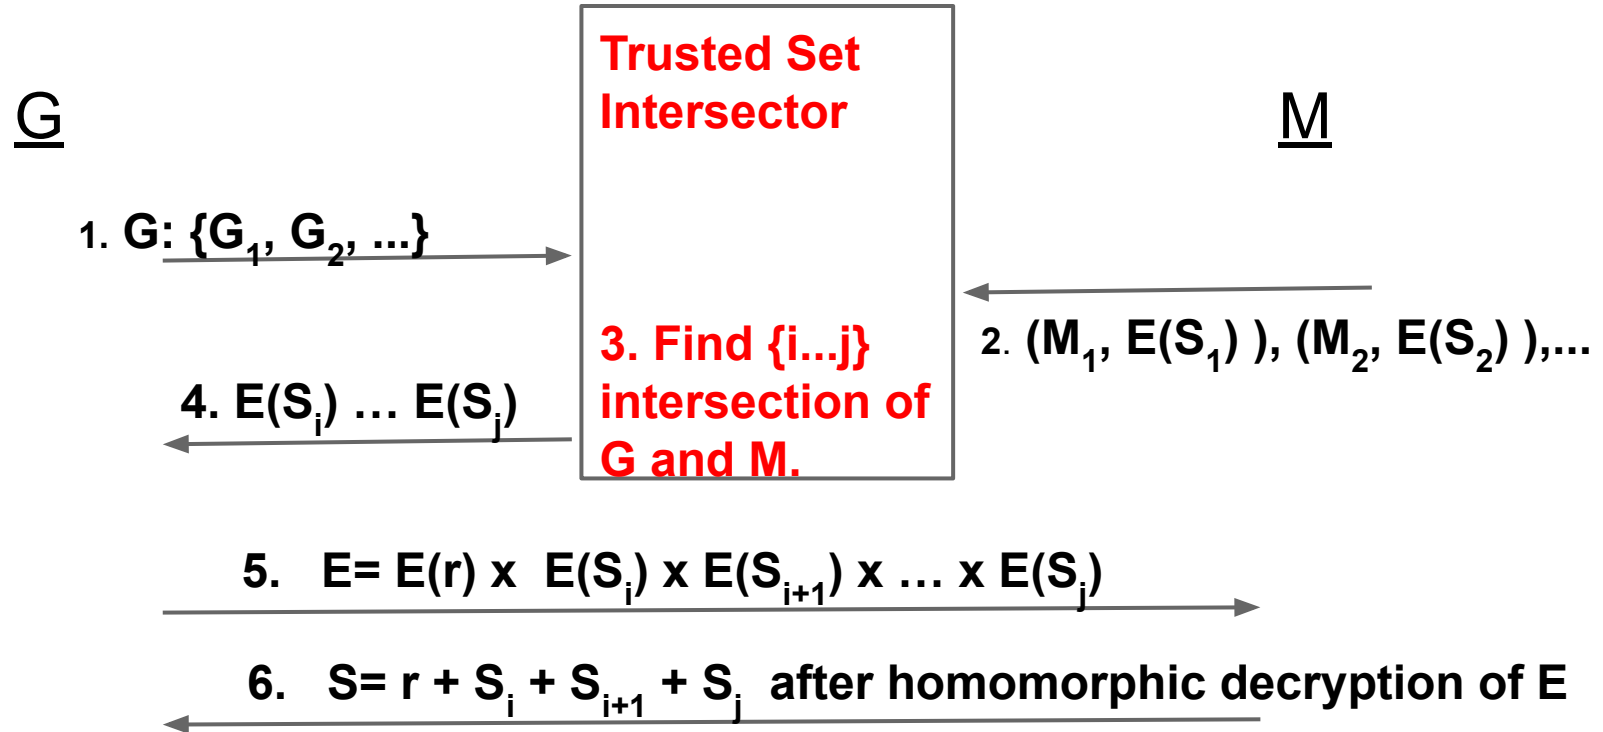 Trusted Set
Intersector
G
M
1. G: {G₁, G₂, ...}
2. (M₁, E(S₁) ), (M₂, E(S₂) ),...
3. Find {i...j}
intersection of
G and M.
4. E(Sᵢ) … E(Sⱼ)
5. E= E(r) x E(Sᵢ) x E(Sᵢ₊₁) x … x E(Sⱼ)
6. S= r + Sᵢ + Sᵢ₊₁ + Sⱼ after homomorphic decryption of E